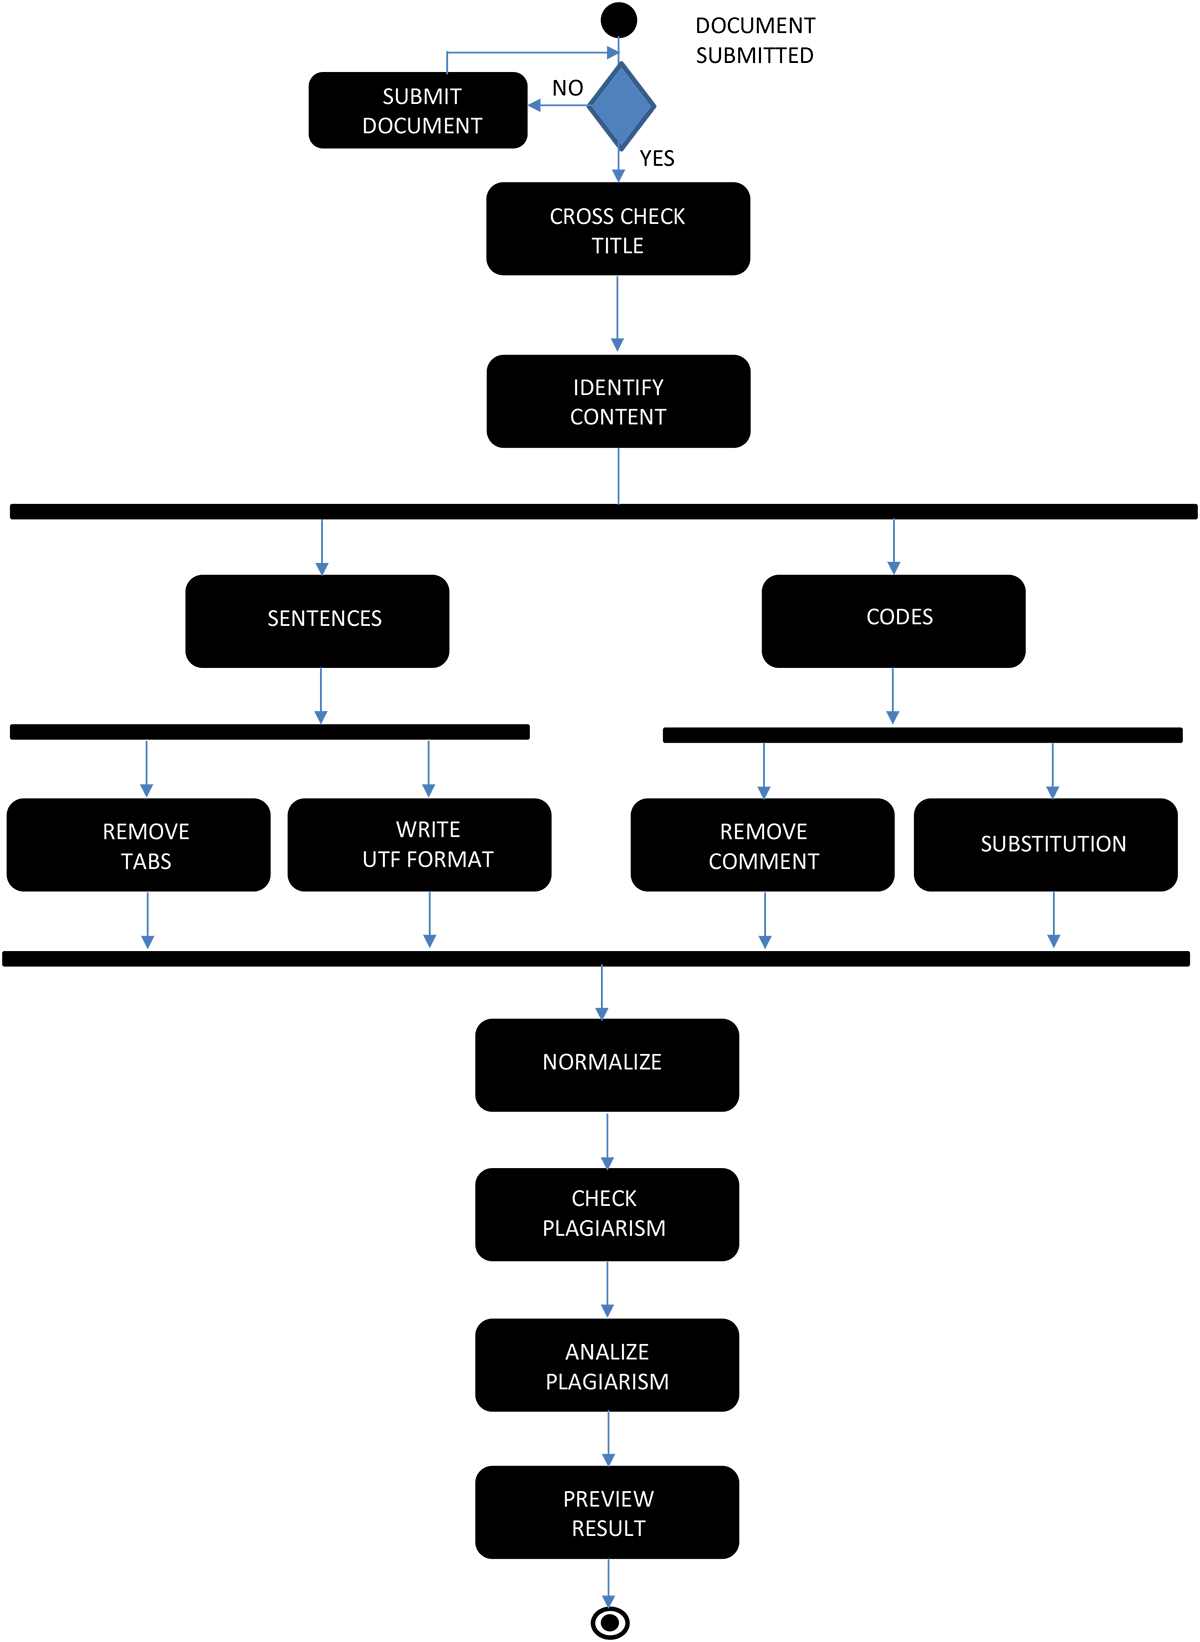 DOCUMENT
SUBMITTED
NO
SUBMIT
DOCUMENT
YES
CROSS CHECK
TITLE
IDENTIFY
CONTENT
SENTENCES
CODES
REMOVE
TABS
WRITE
UTF FORMAT
REMOVE
COMMENT
SUBSTITUTION
NORMALIZE
CHECK
PLAGIARISM
ANALIZE
PLAGIARISM
PREVIEW
RESULT